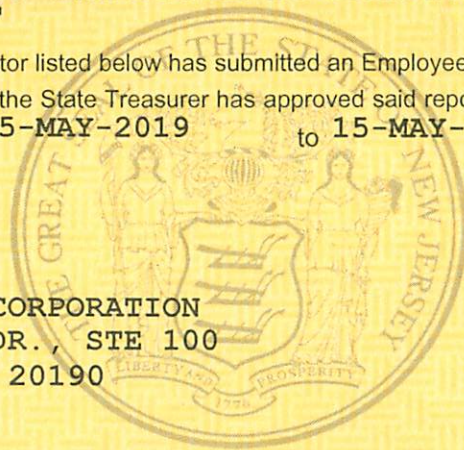 tor listed below has submitted an Employee
the State Treasurer has approved said repo
5-MAY-2019 to 15-MAY-
THE GREAT SEAL OF THE STATE OF NEW JERSEY
CORPORATION
DR., STE 100
20190
LIBERTY AND PROSPERITY
1776